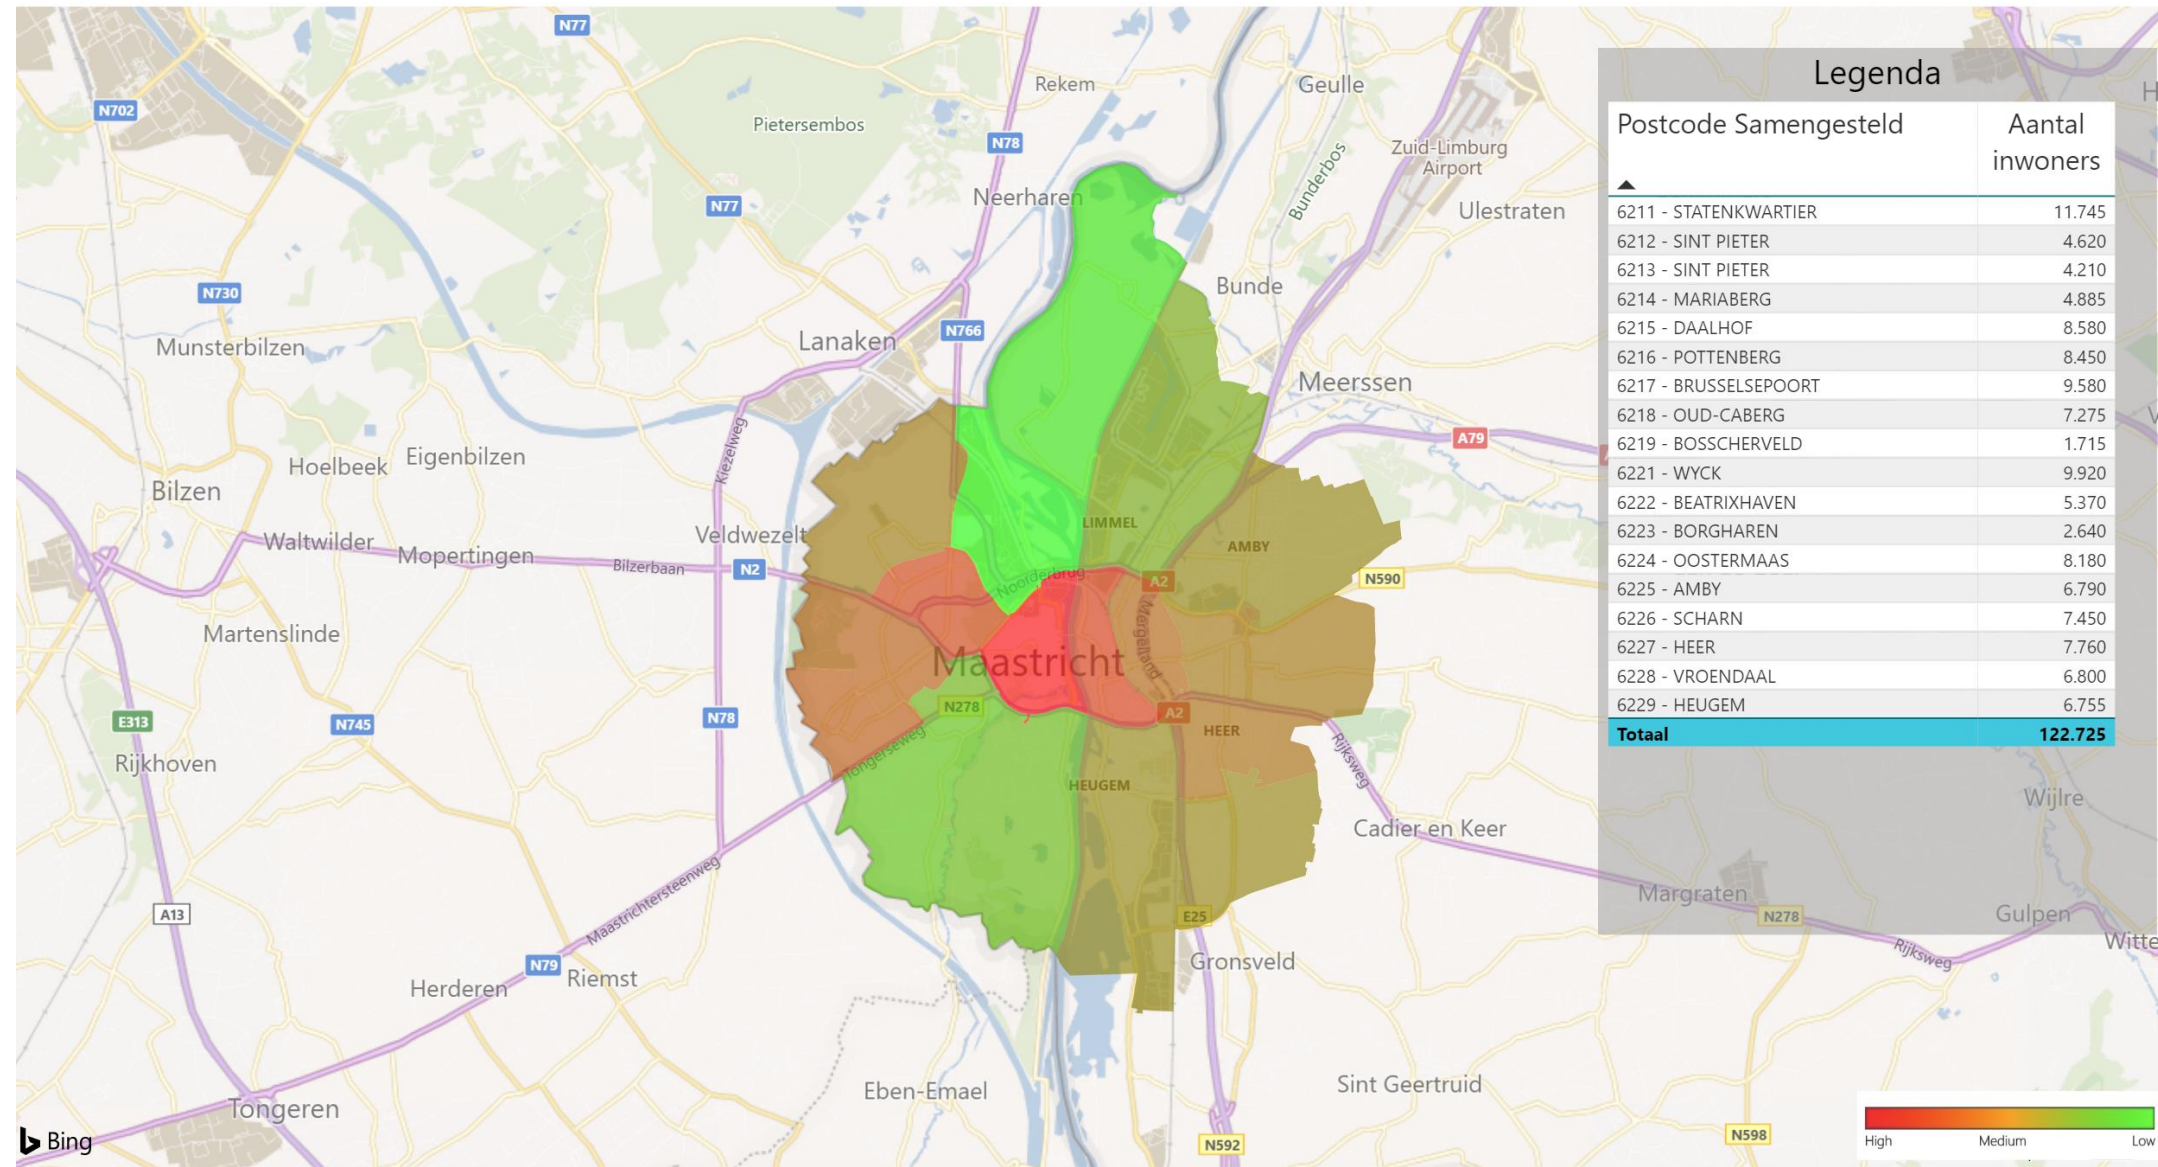 N77
Rekem
Geulle
N702
Pietersembos
N78
Bunderbos
Zuid-Limburg
Airport
Neerharen
N77
Ulestraten
N730
Bunde
Lanaken
N766
Munsterbilzen
Meerssen
Kiezelweg
A79
Eigenbilzen
Hoelbeek
Bilzen
LIMMEL
Veldwezelt
Waltwilder
Mopertingen
AMBY
Bilzerbaan
N2
Noorderbrug
A2
N590
Martenslinde
Mergelland
Maastricht
N278
A2
E313
N745
N78
HEER
Tongerseweg
Rijksweg
Rijkhoven
HEUGEM
Cadier en Keer
Maastrichtersteenweg
A13
E25
N79
Riemst
Gronsveld
Herderen
Eben-Emael
Sint Geertruid
Tongeren
Bing
N592
N598
Legenda
Postcode Samengesteld
Aantal
inwoners
6211 - STATENKWARTIER 11.745
6212 - SINT PIETER 4.620
6213 - SINT PIETER 4.210
6214 - MARIABERG 4.885
6215 - DAALHOF 8.580
6216 - POTTENBERG 8.450
6217 - BRUSSELSEPOORT 9.580
6218 - OUD-CABERG 7.275
6219 - BOSSCHERVELD 1.715
6221 - WYCK 9.920
6222 - BEATRIXHAVEN 5.370
6223 - BORGHAREN 2.640
6224 - OOSTERMAAS 8.180
6225 - AMBY 6.790
6226 - SCHARN 7.450
6227 - HEER 7.760
6228 - VROENDAAL 6.800
6229 - HEUGEM 6.755
Totaal 122.725
Wijlre
Margraten
N278
Gulpen
Rijksweg
Witte
High Medium Low